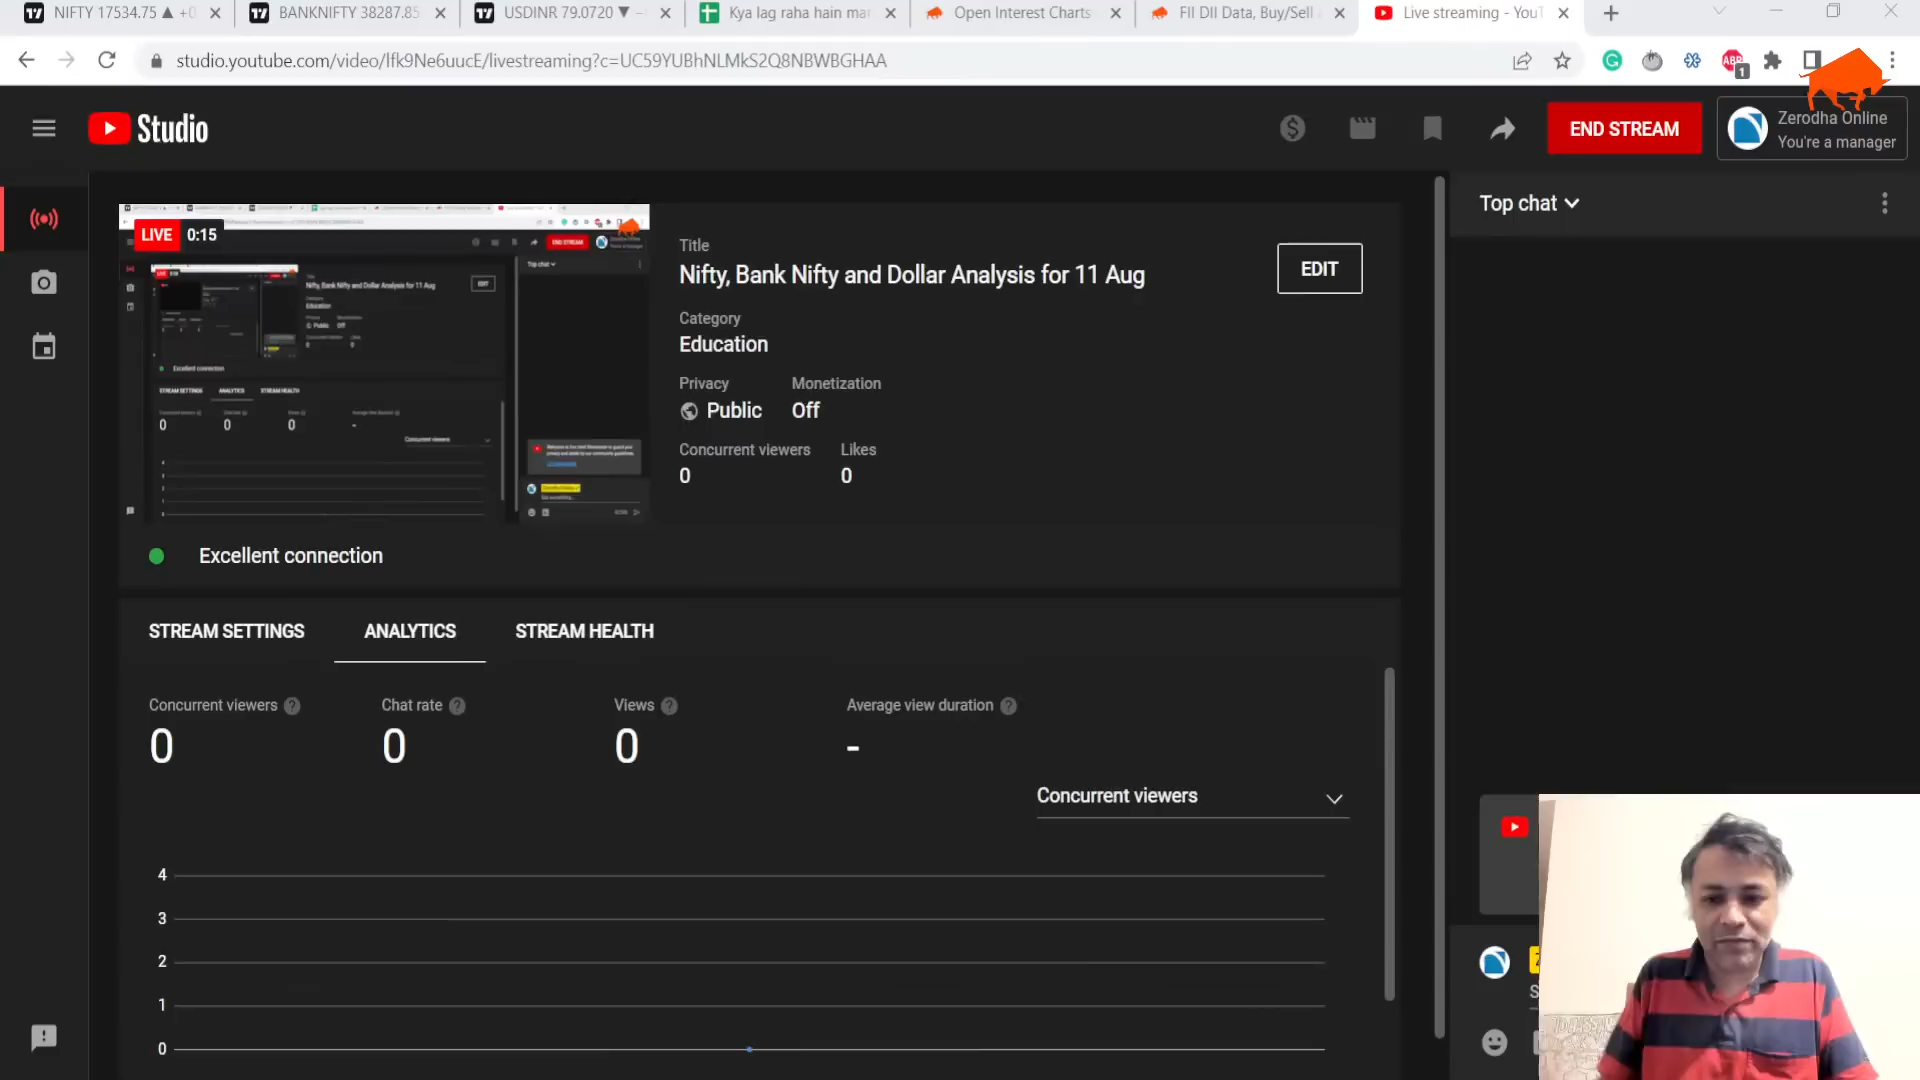 NIFTY 17534.75 ▲ +0
BANKNIFTY 38287.85
USDINR 79.0720 ▼ −
Kya lag raha hain mar
Open Interest Charts
FII DII Data, Buy/Sell
Live streaming - YouT
studio.youtube.com/video/lfk9Ne6uucE/livestreaming?c=UC59YUBhNLMkS2Q8NBWBGHAA
ABP
1
Studio
END STREAM
Zerodha Online
You're a manager
LIVE 0:15
Title
Nifty, Bank Nifty and Dollar Analysis for 11 Aug
EDIT
Category
Education
Privacy
Monetization
Public
Off
Concurrent viewers
Likes
0
0
Excellent connection
Top chat
STREAM SETTINGS
ANALYTICS
STREAM HEALTH
Concurrent viewers
Chat rate
Views
Average view duration
0
0
0
-
Concurrent viewers
4
3
2
1
0